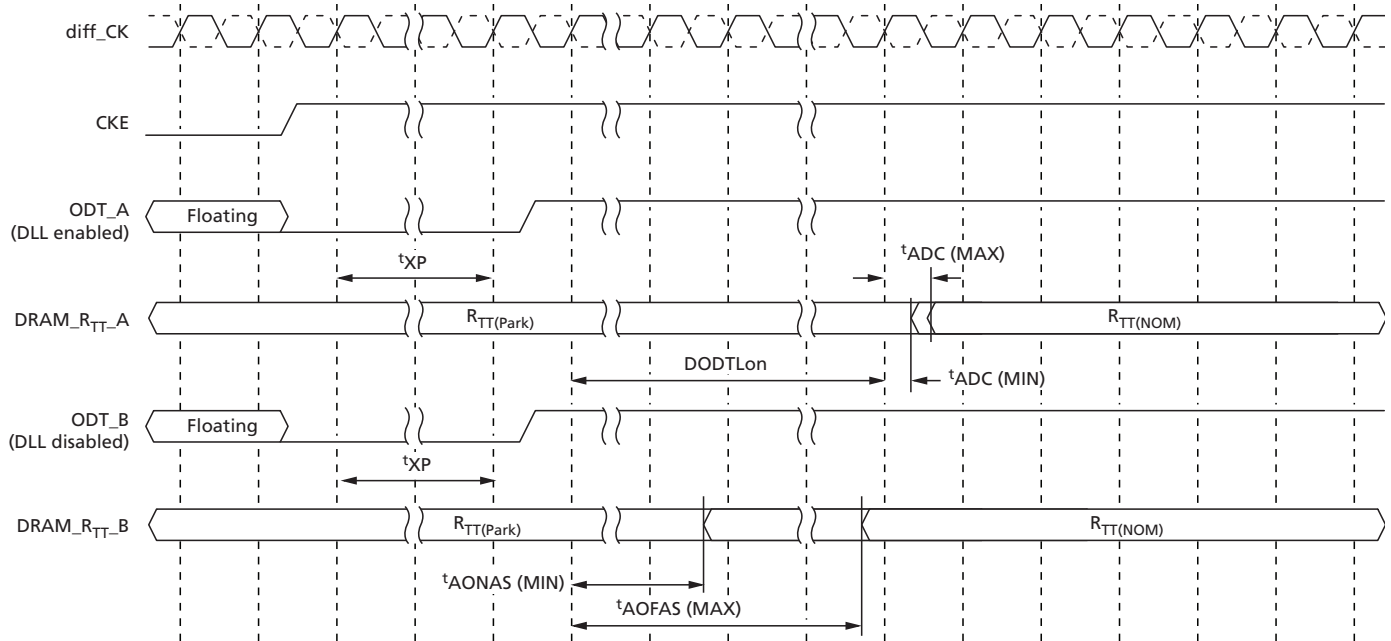 diff_CK
CKE
ODT_A
(DLL enabled)
Floating
tXP
tADC (MAX)
DRAM_RTT_A
RTT(Park)
RTT(NOM)
DODTLon
tADC (MIN)
ODT_B
(DLL disabled)
Floating
tXP
DRAM_RTT_B
RTT(Park)
RTT(NOM)
tAONAS (MIN)
tAOFAS (MAX)